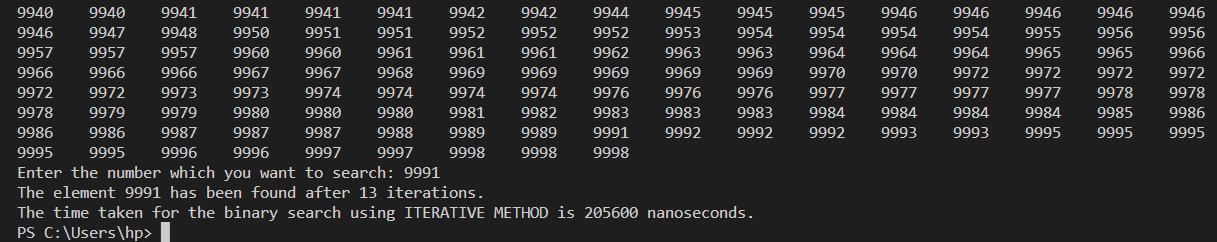 9940 9940 9941 9941 9941 9941 9942 9942 9944 9945 9945 9945 9946 9946 9946 9946 9946
9946 9947 9948 9950 9951 9951 9952 9952 9952 9953 9954 9954 9954 9954 9955 9956 9956
9957 9957 9957 9960 9960 9961 9961 9961 9962 9963 9963 9964 9964 9964 9965 9965 9966
9966 9966 9966 9967 9967 9968 9969 9969 9969 9969 9969 9970 9970 9972 9972 9972 9972
9972 9972 9973 9973 9974 9974 9974 9974 9976 9976 9976 9977 9977 9977 9977 9978 9978
9978 9979 9979 9980 9980 9980 9981 9982 9983 9983 9983 9984 9984 9984 9984 9985 9986
9986 9986 9987 9987 9987 9988 9989 9989 9991 9992 9992 9992 9993 9993 9995 9995 9995
9995 9995 9996 9996 9997 9997 9998 9998 9998
Enter the number which you want to search: 9991
The element 9991 has been found after 13 iterations.
The time taken for the binary search using ITERATIVE METHOD is 205600 nanoseconds.
PS C:\Users\hp>